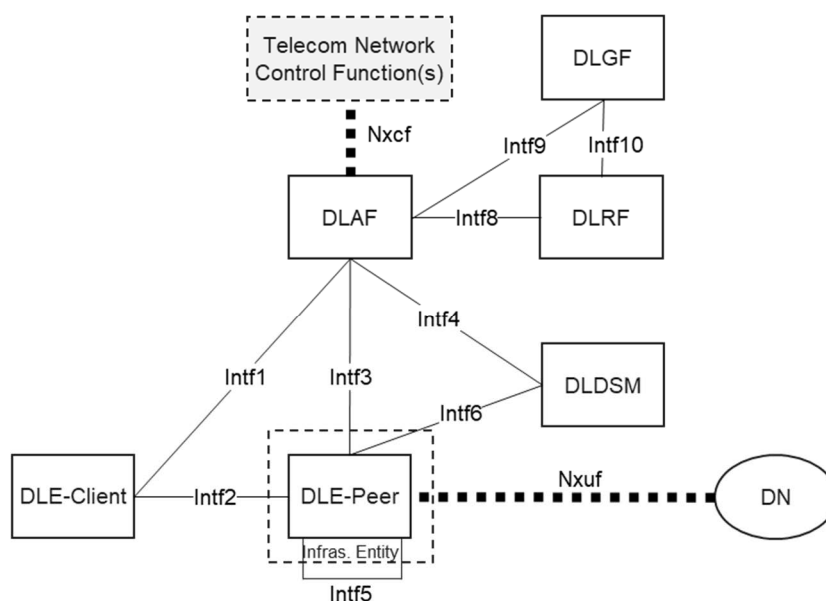 Telecom Network
Control Function(s)
DLGF
Nxcf
Intf9
Intf10
DLAF
Intf8
DLRF
Intf4
Intf1
Intf3
DLDSM
Intf6
DLE-Client
Intf2
DLE-Peer
Nxuf
DN
Infras. Entity
Intf5